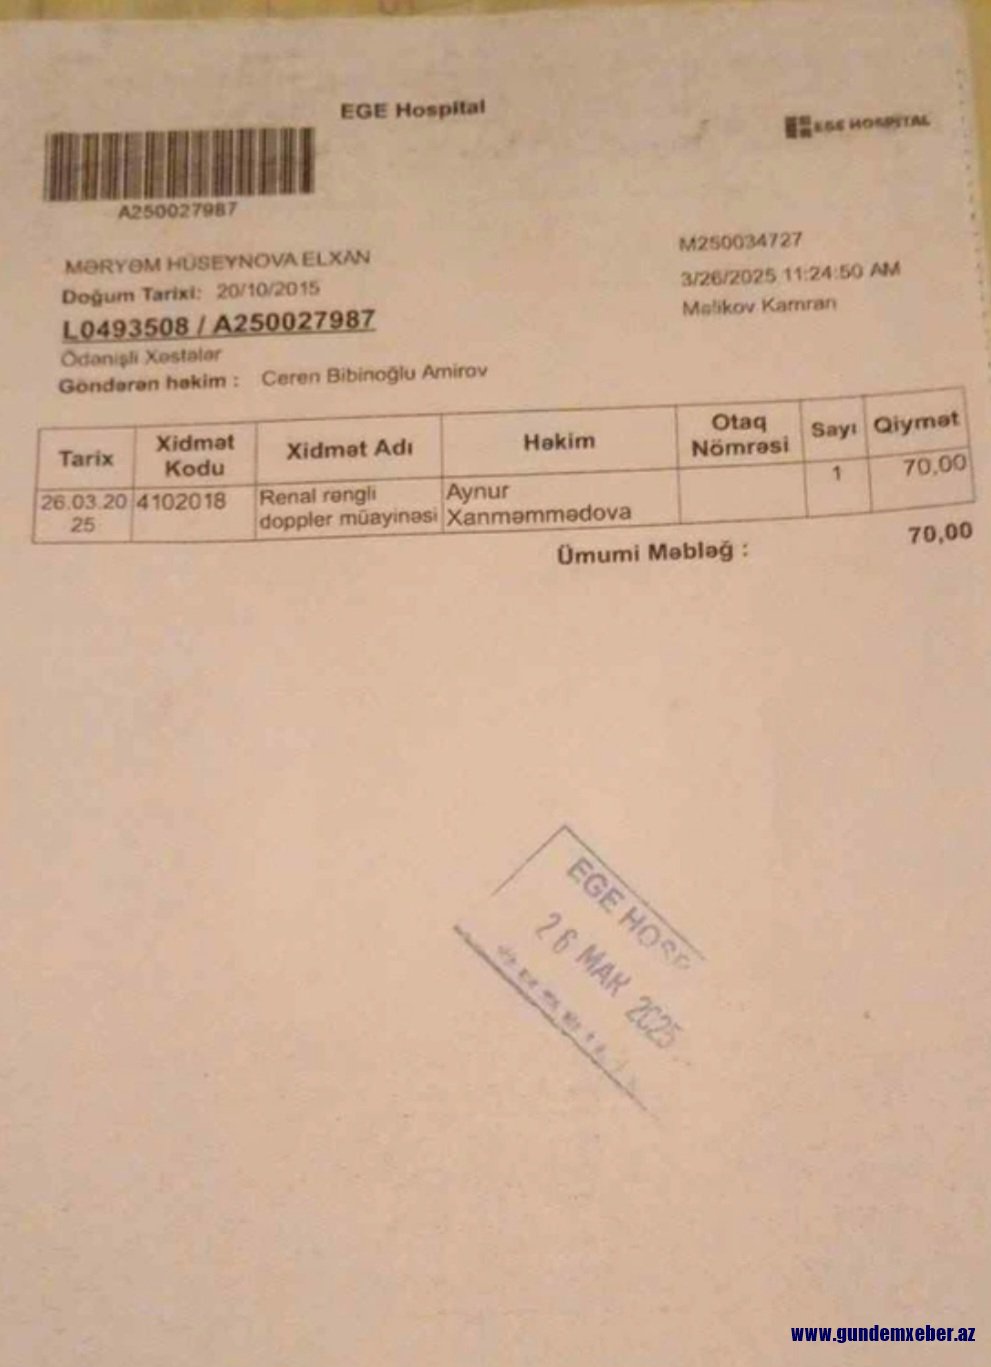 EGE Hospital
EGE HOSPITAL
A250027987
MƏRYƏM HÜSEYNOVA ELXAN
Doğum Tarixi: 20/10/2015
L0493508 / A250027987
Ödənişli Xəstələr
Göndərən həkim : Ceren Bibinoğlu Amirov
M250034727
3/26/2025 11:24:50 AM
Məlikov Kamran
Tarix Xidmət Kodu Xidmət Adı Həkim Otaq Nömrəsi Sayı Qiymət
26.03.20 4102018 Renal rəngli Aynur 1 70,00
25 doppler müayinəsi Xanməmmədova
Ümumi Məbləğ : 70,00
EGE HOSP
26 MAR 2025
www.gundemxeber.az